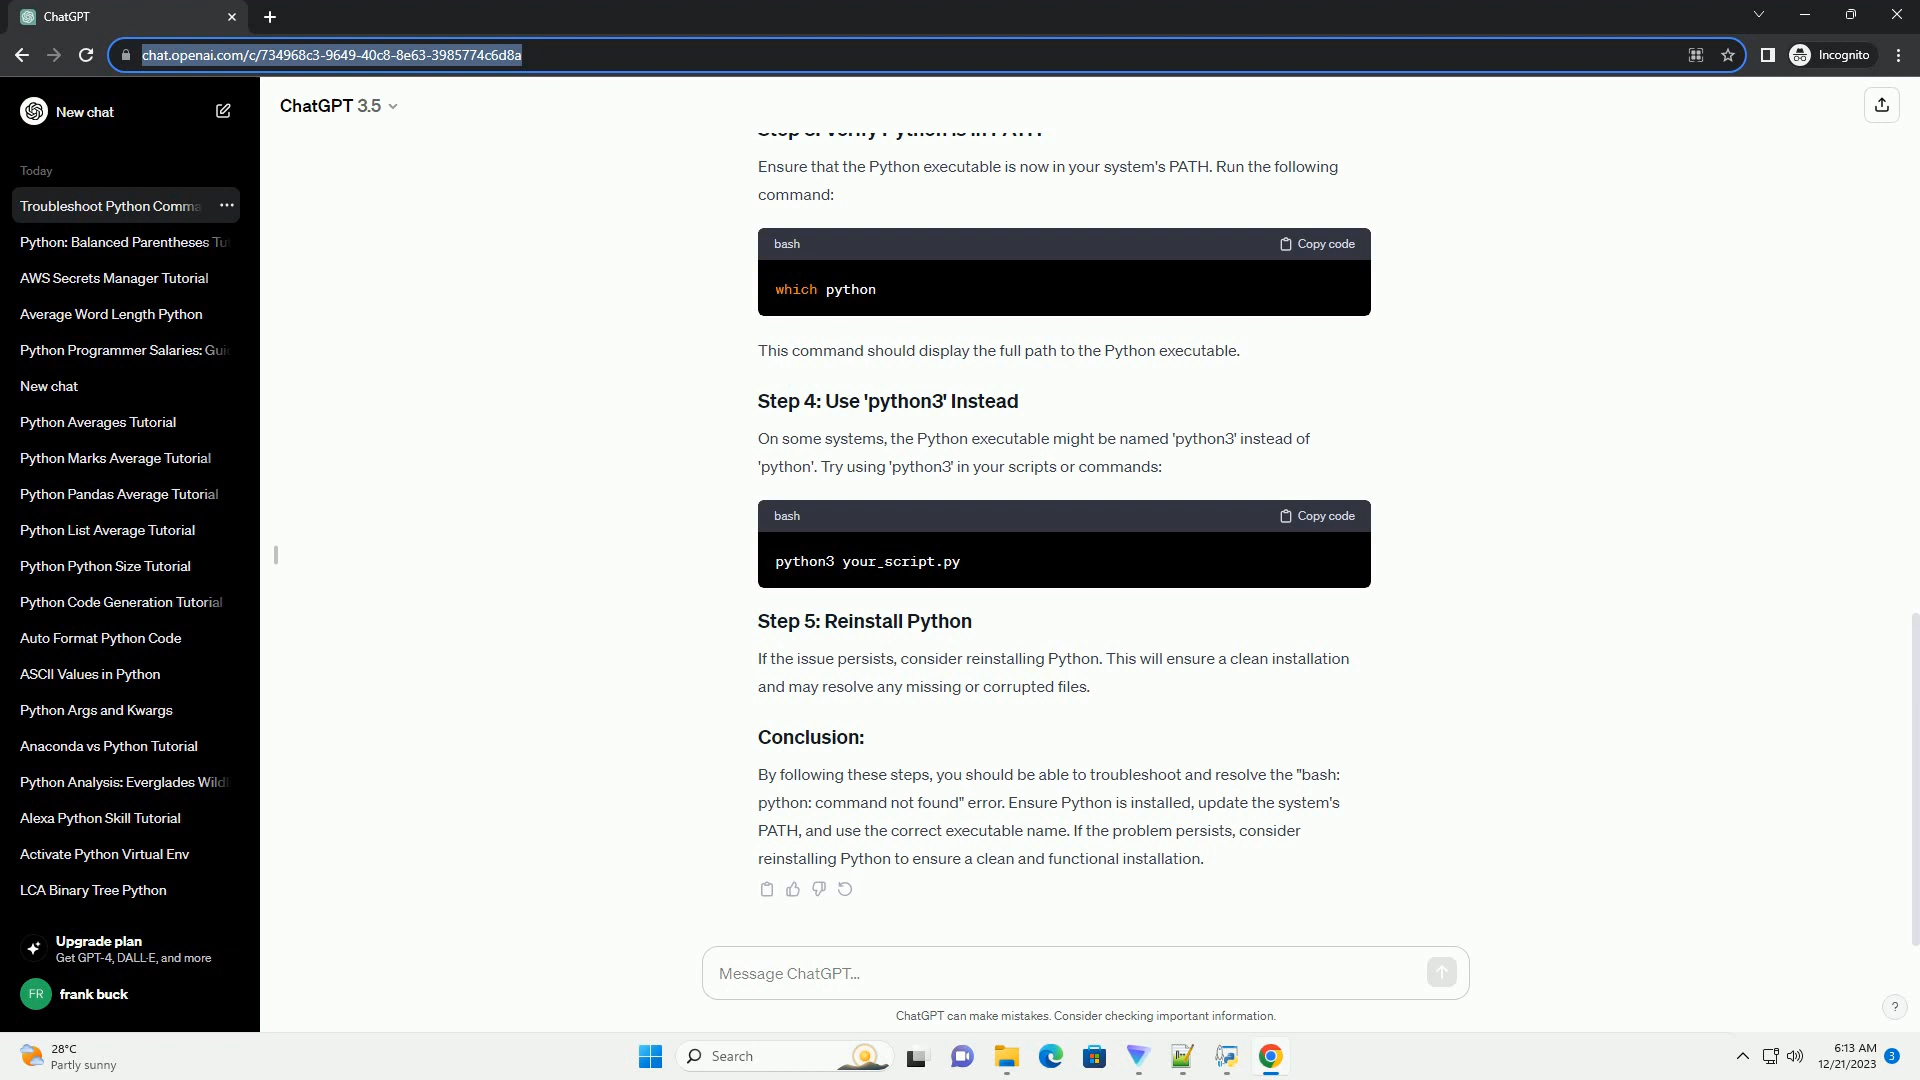 ChatGPT
chat.openai.com/c/734968c3-9649-40c8-8e63-3985774c6d8a
Incognito
New chat
ChatGPT 3.5
Today
Troubleshoot Python Comma
Python: Balanced Parentheses Tut
AWS Secrets Manager Tutorial
Average Word Length Python
Python Programmer Salaries: Gui
New chat
Python Averages Tutorial
Python Marks Average Tutorial
Python Pandas Average Tutorial
Python List Average Tutorial
Python Python Size Tutorial
Python Code Generation Tutorial
Auto Format Python Code
ASCII Values in Python
Python Args and Kwargs
Anaconda vs Python Tutorial
Python Analysis: Everglades Wildl
Alexa Python Skill Tutorial
Activate Python Virtual Env
LCA Binary Tree Python
Upgrade plan
Get GPT-4, DALL·E, and more
FR frank buck
Step 3: Verify Python is in PATH
Ensure that the Python executable is now in your system's PATH. Run the following
command:
bash Copy code
which python
This command should display the full path to the Python executable.
Step 4: Use 'python3' Instead
On some systems, the Python executable might be named 'python3' instead of
'python'. Try using 'python3' in your scripts or commands:
bash Copy code
python3 your_script.py
Step 5: Reinstall Python
If the issue persists, consider reinstalling Python. This will ensure a clean installation
and may resolve any missing or corrupted files.
Conclusion:
By following these steps, you should be able to troubleshoot and resolve the "bash:
python: command not found" error. Ensure Python is installed, update the system's
PATH, and use the correct executable name. If the problem persists, consider
reinstalling Python to ensure a clean and functional installation.
Message ChatGPT...
ChatGPT can make mistakes. Consider checking important information.
?
28°C
Partly sunny
Search
6:13 AM
12/21/2023
3